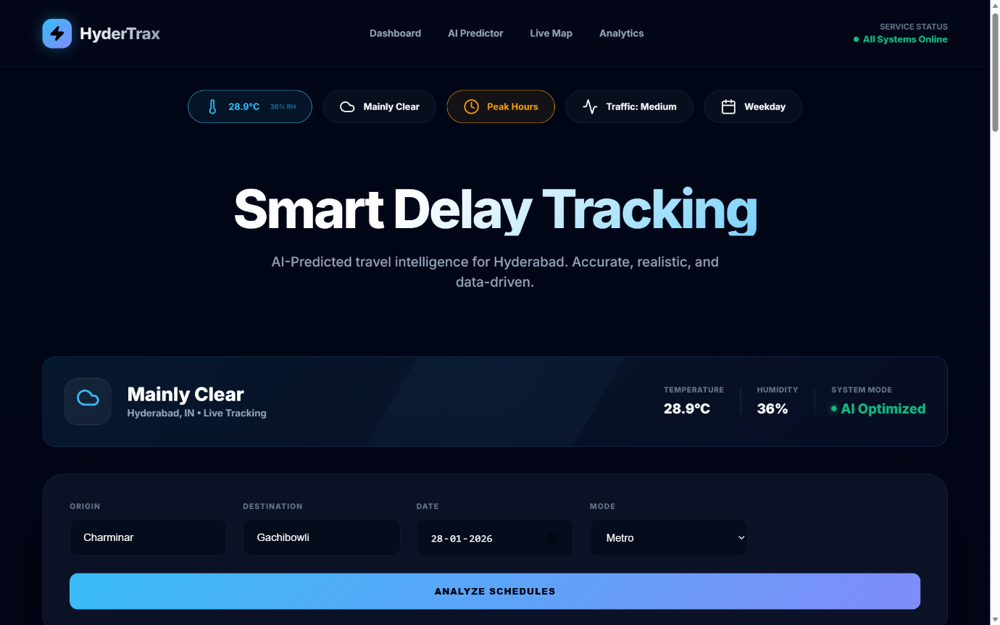 HyderTrax
Dashboard
AI Predictor
Live Map
Analytics
SERVICE STATUS
All Systems Online
28.9°C 36% RH
Mainly Clear
Peak Hours
Traffic: Medium
Weekday
Smart Delay Tracking
AI-Predicted travel intelligence for Hyderabad. Accurate, realistic, and
data-driven.
Mainly Clear
Hyderabad, IN • Live Tracking
TEMPERATURE
28.9°C
HUMIDITY
36%
SYSTEM MODE
AI Optimized
ORIGIN
Charminar
DESTINATION
Gachibowli
DATE
28-01-2026
MODE
Metro
ANALYZE SCHEDULES